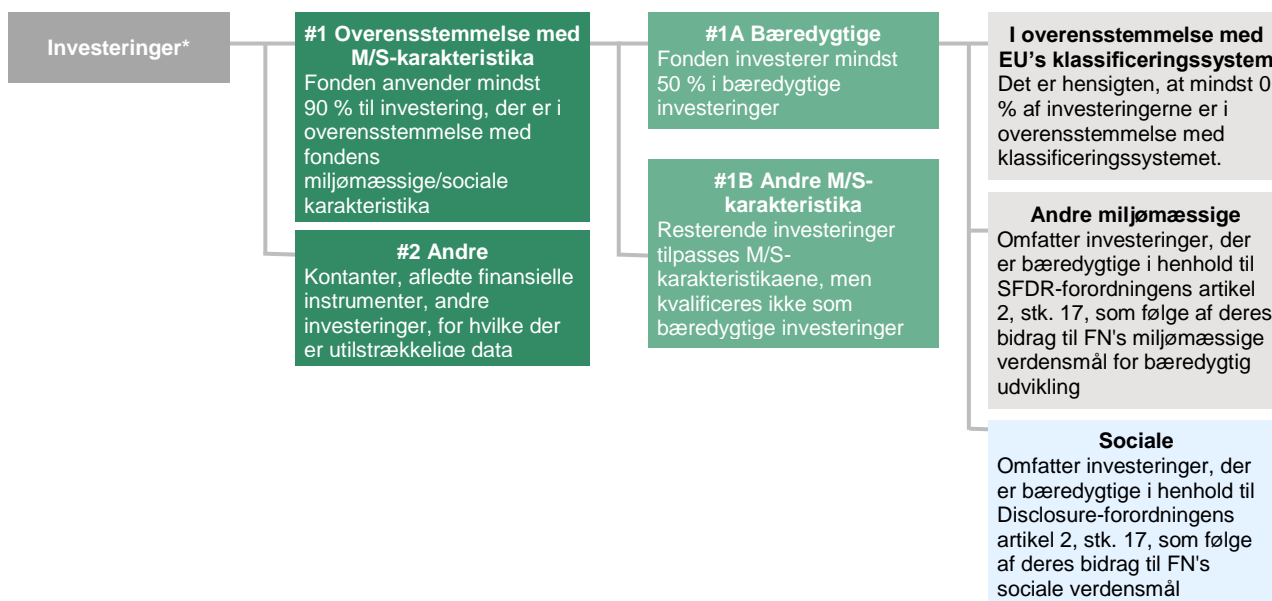 Investeringer*
#1 Overensstemmelse med
M/S-karakteristika
Fonden anvender mindst
90 % til investering, der er i
overensstemmelse med
fondens
miljømæssige/sociale
karakteristika
#2 Andre
Kontanter, afledte finansielle
instrumenter, andre
investeringer, for hvilke der
er utilstrækkelige data
#1A Bæredygtige
Fonden investerer mindst
50 % i bæredygtige
investeringer
#1B Andre M/S-
karakteristika
Resterende investeringer
tilpasses M/S-
karakteristikaene, men
kvalificeres ikke som
bæredygtige investeringer
I overensstemmelse med
EU's klassificeringssystem
Det er hensigten, at mindst 0
% af investeringerne er i
overensstemmelse med
klassificeringssystemet.
Andre miljømæssige
Omfatter investeringer, der
er bæredygtige i henhold til
SFDR-forordningens artikel
2, stk. 17, som følge af deres
bidrag til FN's miljømæssige
verdensmål for bæredygtig
udvikling
Sociale
Omfatter investeringer, der
er bæredygtige i henhold til
Disclosure-forordningens
artikel 2, stk. 17, som følge
af deres bidrag til FN's
sociale verdensmål